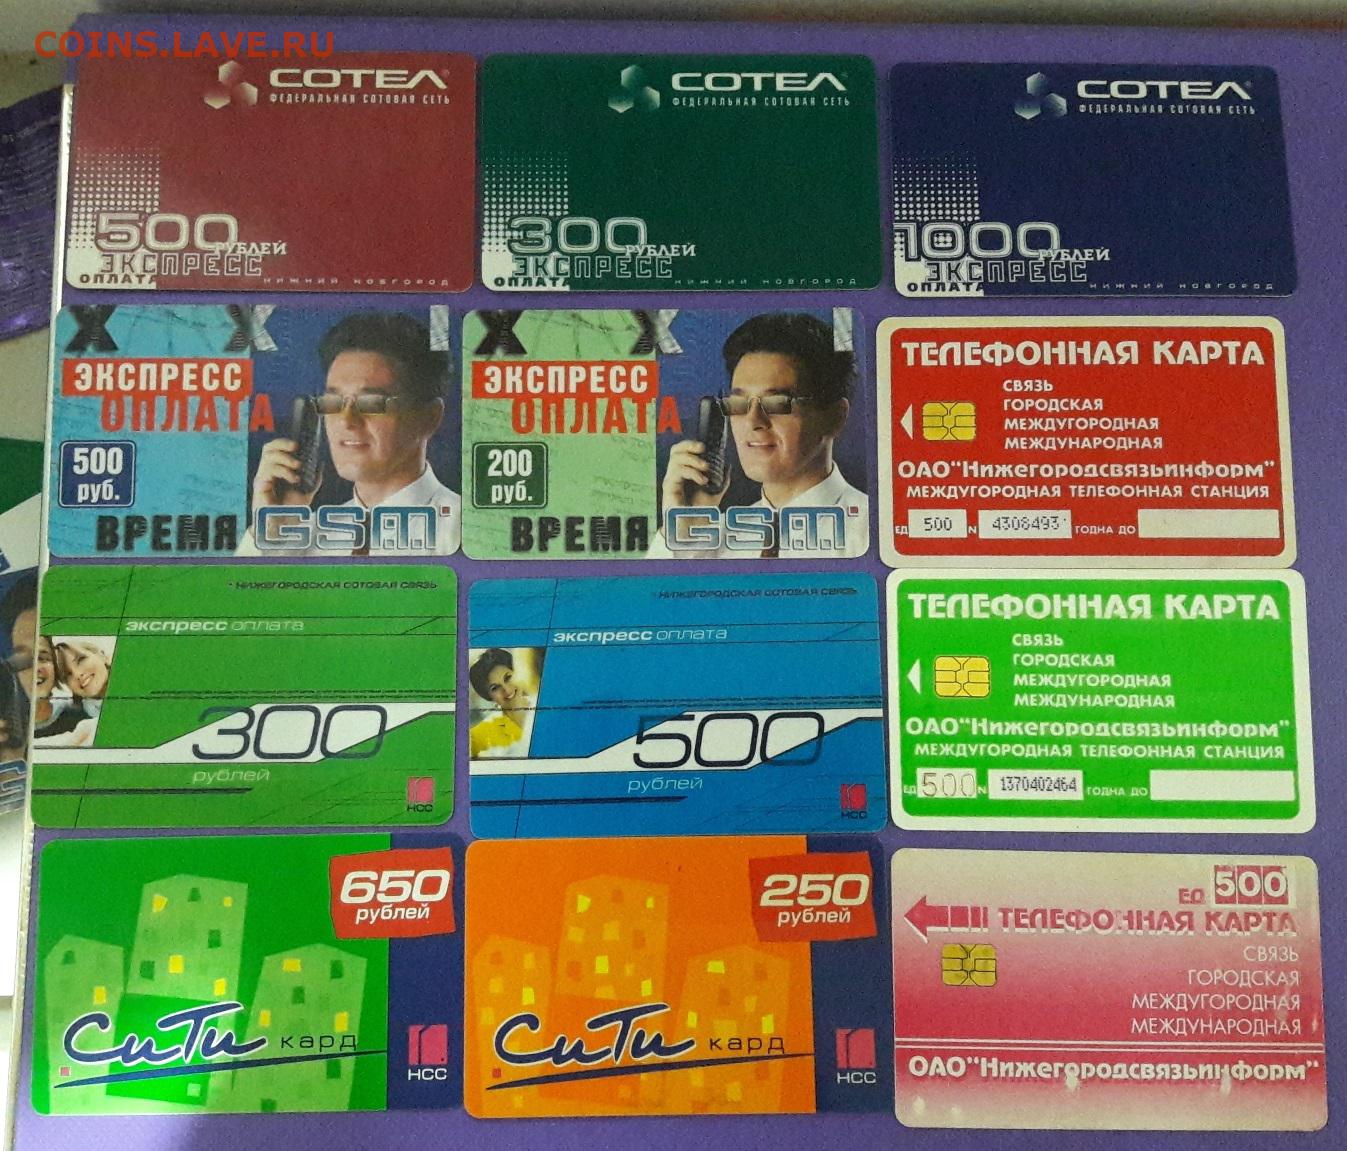 COINS.LAVE.RU
СОТЕЛ
ФЕДЕРАЛЬНАЯ СОТОВАЯ СЕТЬ
500
РУБЛЕЙ
ЭКСПРЕСС
ОПЛАТА
НИЖНИЙ НОВГОРОД
СОТЕЛ
ФЕДЕРАЛЬНАЯ СОТОВАЯ СЕТЬ
300
РУБЛЕЙ
ЭКСПРЕСС
ОПЛАТА
НИЖНИЙ НОВГОРОД
СОТЕЛ
ФЕДЕРАЛЬНАЯ СОТОВАЯ СЕТЬ
1000
РУБЛЕЙ
ЭКСПРЕСС
ОПЛАТА
НИЖНИЙ НОВГОРОД
ЭКСПРЕСС
ОПЛАТА
500
руб.
ВРЕМЯ GSM
ЭКСПРЕСС
ОПЛАТА
200
руб.
ВРЕМЯ GSM
ТЕЛЕФОННАЯ КАРТА
СВЯЗЬ
ГОРОДСКАЯ
МЕЖДУГОРОДНАЯ
МЕЖДУНАРОДНАЯ
ОАО"Нижегородсвязьинформ"
МЕЖДУГОРОДНАЯ ТЕЛЕФОННАЯ СТАНЦИЯ
ЕД 500 N 4308493 ГОДНА ДО
НИЖЕГОРОДСКАЯ СОТОВАЯ СВЯЗЬ
экспресс оплата
300
рублей
НСС
НИЖЕГОРОДСКАЯ СОТОВАЯ СВЯЗЬ
экспресс оплата
500
рублей
НСС
ТЕЛЕФОННАЯ КАРТА
СВЯЗЬ
ГОРОДСКАЯ
МЕЖДУГОРОДНАЯ
МЕЖДУНАРОДНАЯ
ОАО"Нижегородсвязьинформ"
МЕЖДУГОРОДНАЯ ТЕЛЕФОННАЯ СТАНЦИЯ
ЕД 500 N 1370402464 ГОДНА ДО
650
рублей
СиТи кард
НСС
250
рублей
СиТи кард
НСС
ЕД 500
ТЕЛЕФОННАЯ КАРТА
СВЯЗЬ
ГОРОДСКАЯ
МЕЖДУГОРОДНАЯ
МЕЖДУНАРОДНАЯ
ОАО"Нижегородсвязьинформ"